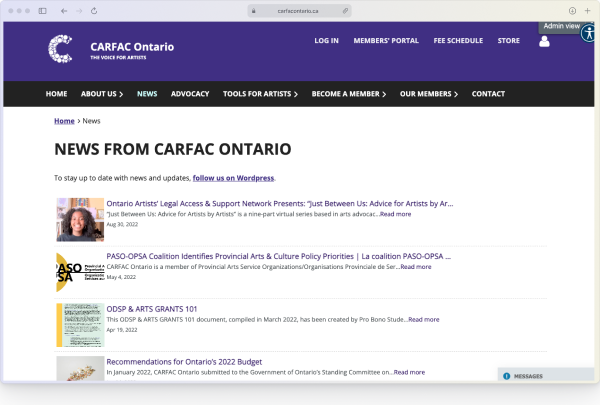 carfacontario.ca
Admin view
CARFAC Ontario
THE VOICE FOR ARTISTS
LOG IN MEMBERS' PORTAL FEE SCHEDULE STORE
HOME ABOUT US NEWS ADVOCACY TOOLS FOR ARTISTS BECOME A MEMBER OUR MEMBERS CONTACT
Home > News
NEWS FROM CARFAC ONTARIO
To stay up to date with news and updates, follow us on Wordpress.
Ontario Artists' Legal Access & Support Network Presents: "Just Between Us: Advice for Artists by Ar...
"Just Between Us: Advice for Artists by Artists" is a nine-part virtual series based in arts advocac...Read more
Aug 30, 2022
PASO-OPSA Coalition Identifies Provincial Arts & Culture Policy Priorities | La coalition PASO-OPSA ...
CARFAC Ontario is a member of Provincial Arts Service Organizations/Organisations Provinciale de Ser...Read more
May 4, 2022
ODSP & ARTS GRANTS 101
This ODSP & ARTS GRANTS 101 document, compiled in March 2022, has been created by Pro Bono Stude...Read more
Apr 19, 2022
Recommendations for Ontario's 2022 Budget
In January 2022, CARFAC Ontario submitted to the Government of Ontario's Standing Committee on...Read more
MESSAGES